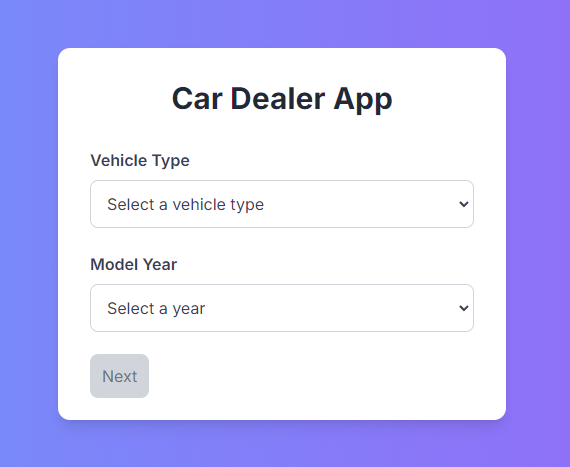 Car Dealer App
Vehicle Type
Select a vehicle type
Model Year
Select a year
Next